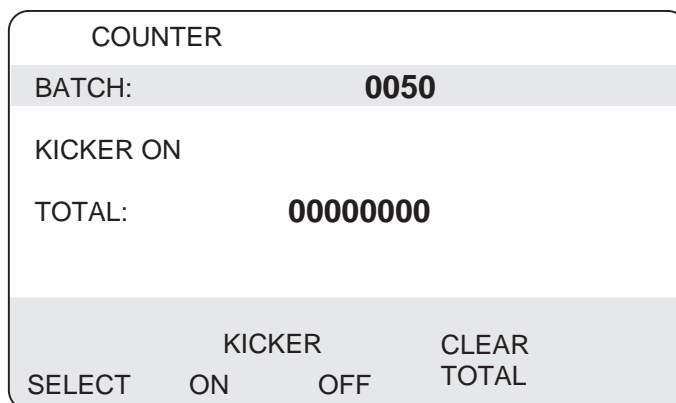 COUNTER
BATCH: 0050
KICKER ON
TOTAL: 00000000
KICKER CLEAR
SELECT ON OFF TOTAL